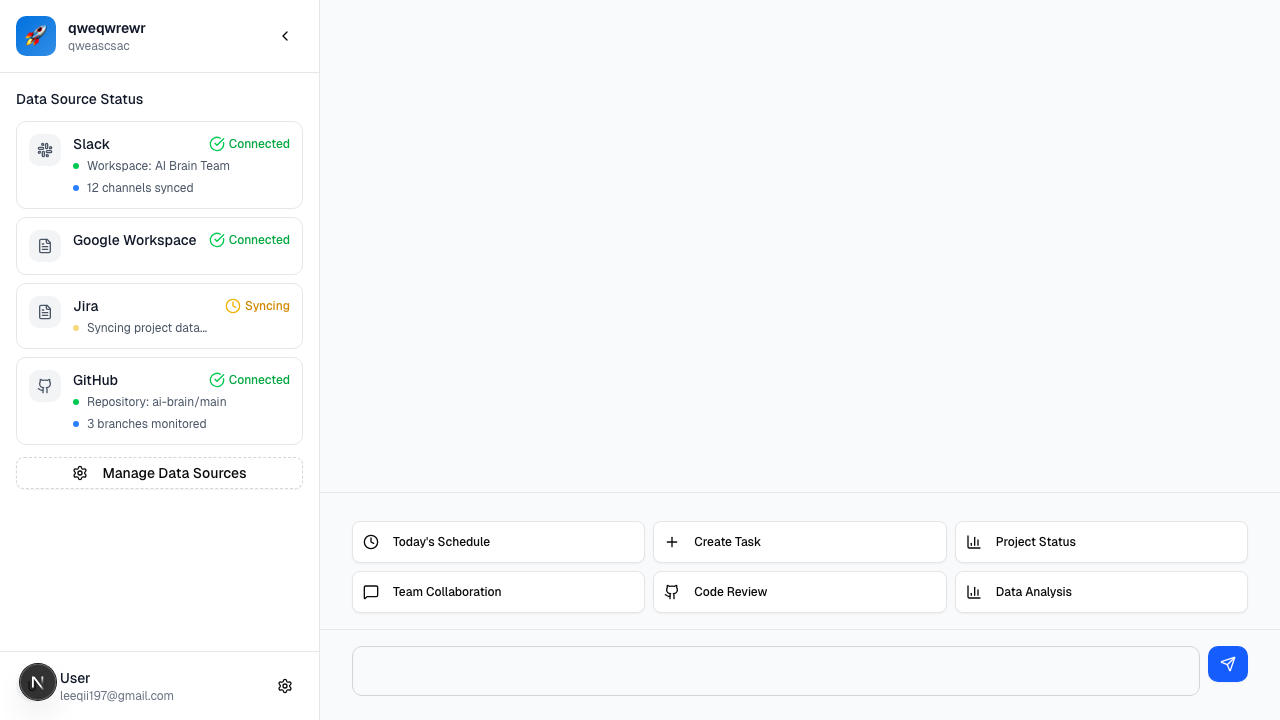 qweqwrewr
qweascsac
Data Source Status
Slack
Connected
Workspace: AI Brain Team
12 channels synced
Google Workspace
Connected
Jira
Syncing
Syncing project data...
GitHub
Connected
Repository: ai-brain/main
3 branches monitored
Manage Data Sources
N
User
leeqii197@gmail.com
Today's Schedule
Create Task
Project Status
Team Collaboration
Code Review
Data Analysis